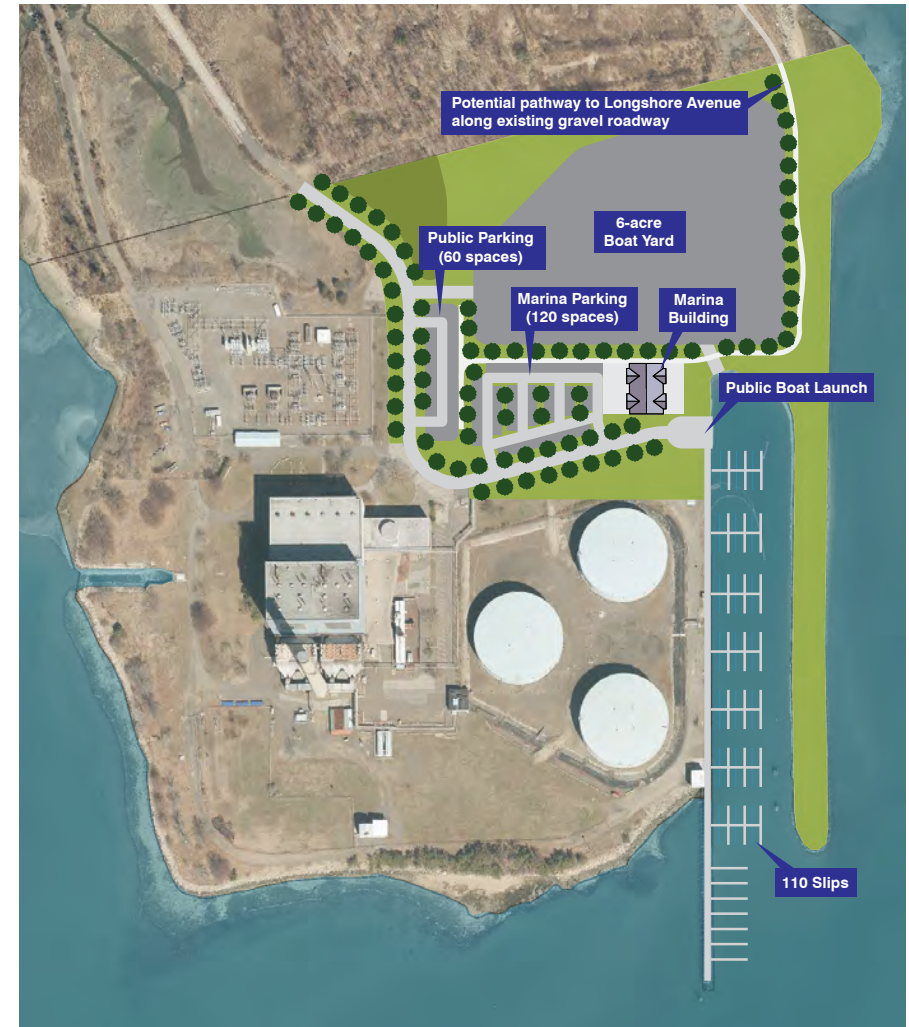 Potential pathway to Longshore Avenue
along existing gravel roadway
6-acre
Boat Yard
Public Parking
(60 spaces)
Marina Parking
(120 spaces)
Marina
Building
Public Boat Launch
110 Slips